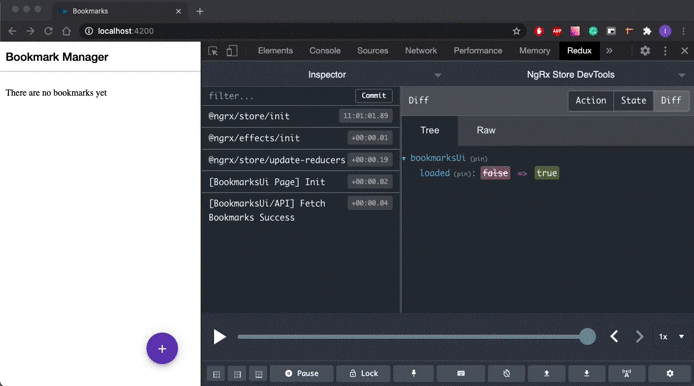 Bookmarks
localhost:4200
Bookmark Manager
There are no bookmarks yet
Elements Console Sources Network Performance Memory Redux
Inspector NgRx Store DevTools
filter... Commit
@ngrx/store/init 11:01:01.89
@ngrx/effects/init +00:00.01
@ngrx/store/update-reducers +00:00.19
[BookmarksUi Page] Init +00:00.02
[BookmarksUi/API] Fetch +00:00.04
Bookmarks Success
Diff Action State Diff
Tree Raw
bookmarksUi (pin)
loaded (pin): false => true
1x
Pause Lock